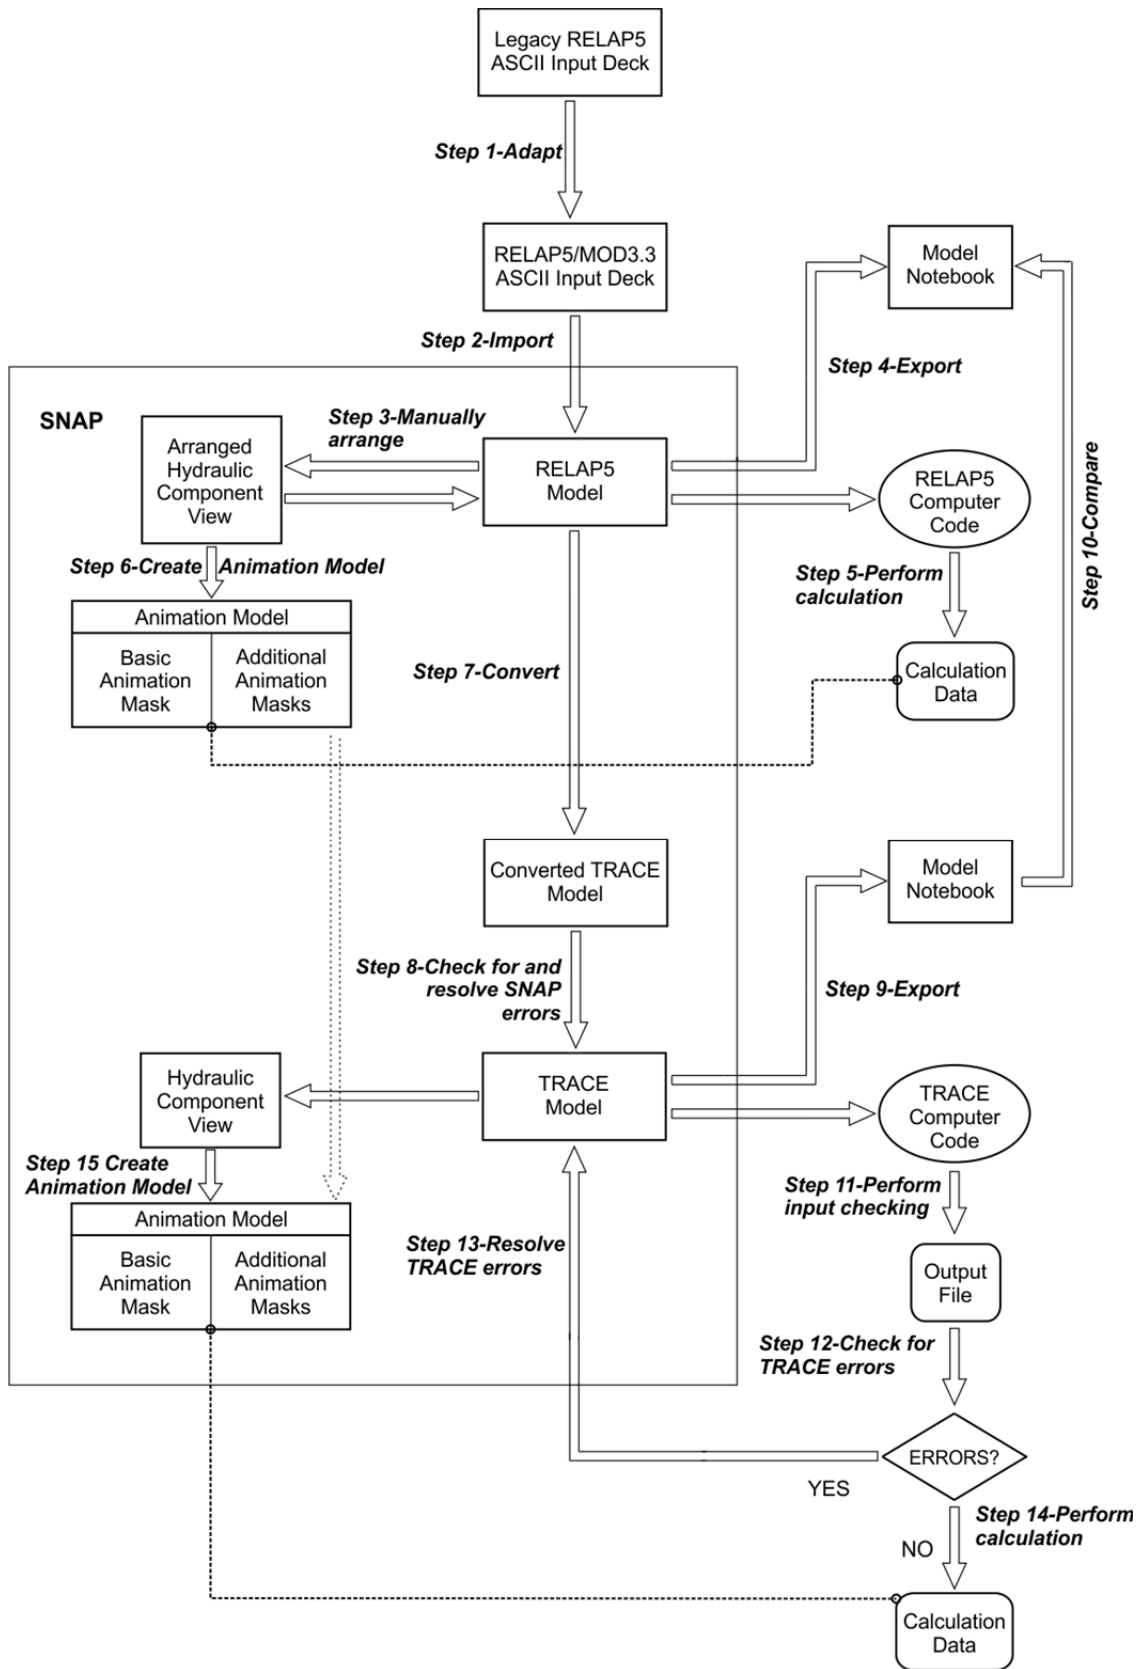 Legacy RELAP5
ASCII Input Deck
Step 1-Adapt
RELAP5/MOD3.3
ASCII Input Deck
Model
Notebook
Step 2-Import
Step 4-Export
SNAP
Step 3-Manually
arrange
Arranged
Hydraulic
Component
View
RELAP5
Model
RELAP5
Computer
Code
Step 10-Compare
Step 6-Create Animation Model
Step 5-Perform
calculation
Animation Model
Basic
Animation
Mask
Additional
Animation
Masks
Step 7-Convert
Calculation
Data
Converted TRACE
Model
Model
Notebook
Step 8-Check for and
resolve SNAP
errors
Step 9-Export
Hydraulic
Component
View
TRACE
Model
TRACE
Computer
Code
Step 15 Create
Animation Model
Step 11-Perform
input checking
Animation Model
Basic
Animation
Mask
Additional
Animation
Masks
Step 13-Resolve
TRACE errors
Output
File
Step 12-Check for
TRACE errors
ERRORS?
YES
Step 14-Perform
calculation
NO
Calculation
Data